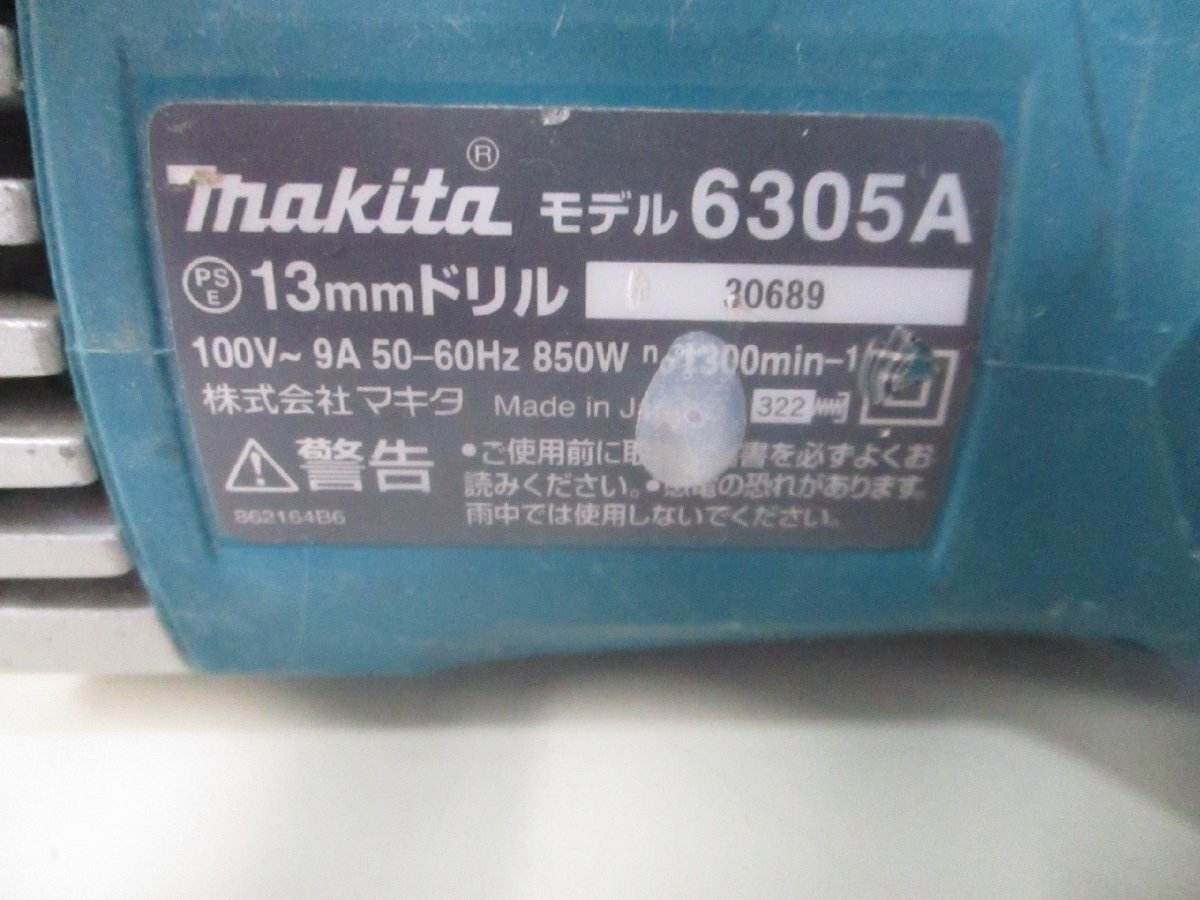 makita® モデル 6305A
PSE 13mmドリル 30689
100V~ 9A 50-60Hz 850W 1300min-1
株式会社マキタ Made in 322
警告 •ご使用前に 書を必ずよくお
読みください。• の恐れがあります。
862164B6 雨中では使用しないでください。